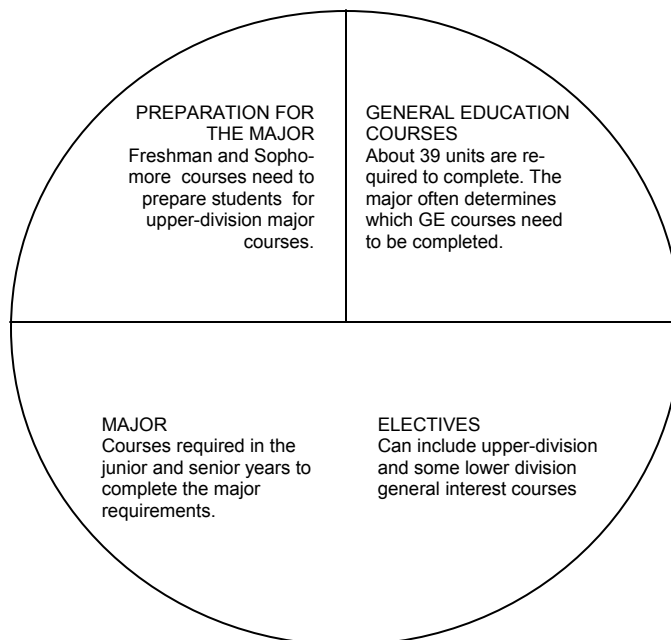 PREPARATION FOR
THE MAJOR
Freshman and Sopho-
more courses need to
prepare students for
upper-division major
courses.
GENERAL EDUCATION
COURSES
About 39 units are re-
quired to complete. The
major often determines
which GE courses need
to be completed.
MAJOR
Courses required in the
junior and senior years to
complete the major
requirements.
ELECTIVES
Can include upper-division
and some lower division
general interest courses